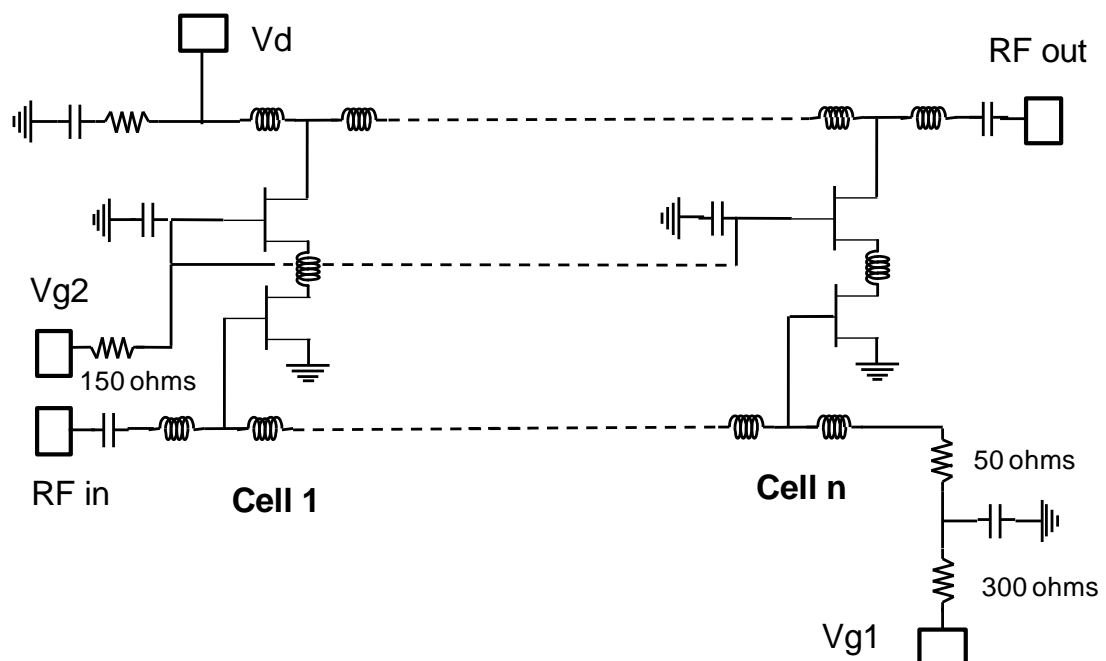 Vd
RF out
Vg2
150 ohms
RF in
Cell 1
Cell n
50 ohms
300 ohms
Vg1